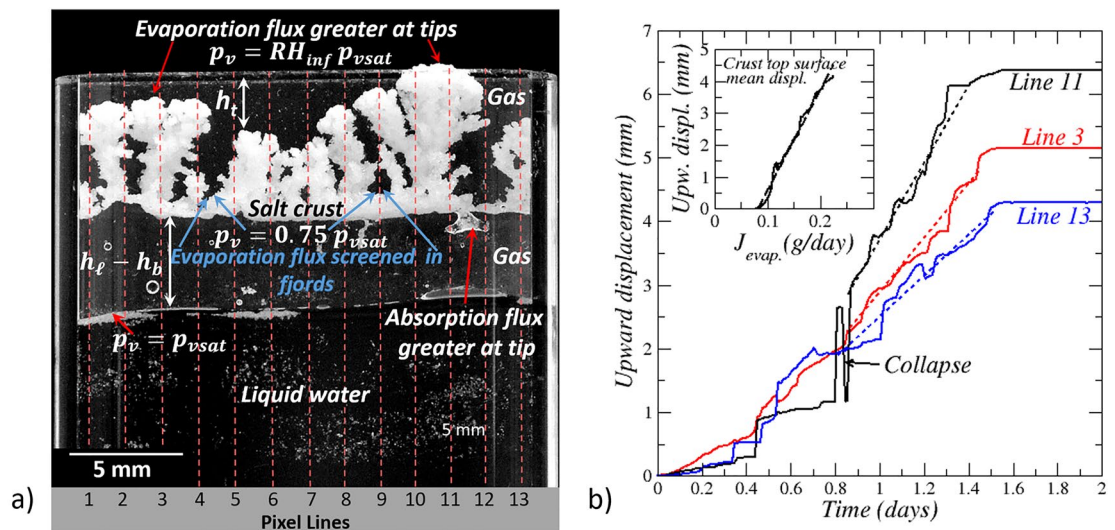 a)
Evaporation flux greater at tips
p_v = RH_inf p_vsat
h_t
Gas
Salt crust
p_v = 0.75 p_vsat
Evaporation flux screened in
fjords
h_ℓ − h_b
Gas
Absorption flux
greater at tip
p_v = p_vsat
Liquid water
5 mm
5 mm
1 2 3 4 5 6 7 8 9 10 11 12 13
Pixel Lines
b)
Upward displacement (mm)
7
6
5
4
3
2
1
0
Upw. displ. (mm)
5
4
3
2
1
0
Crust top surface
mean displ.
0 0.1 0.2 0.3
J_evap. (g/day)
Line 11
Line 3
Line 13
Collapse
0 0.2 0.4 0.6 0.8 1.0 1.2 1.4 1.6 1.8 2
Time (days)